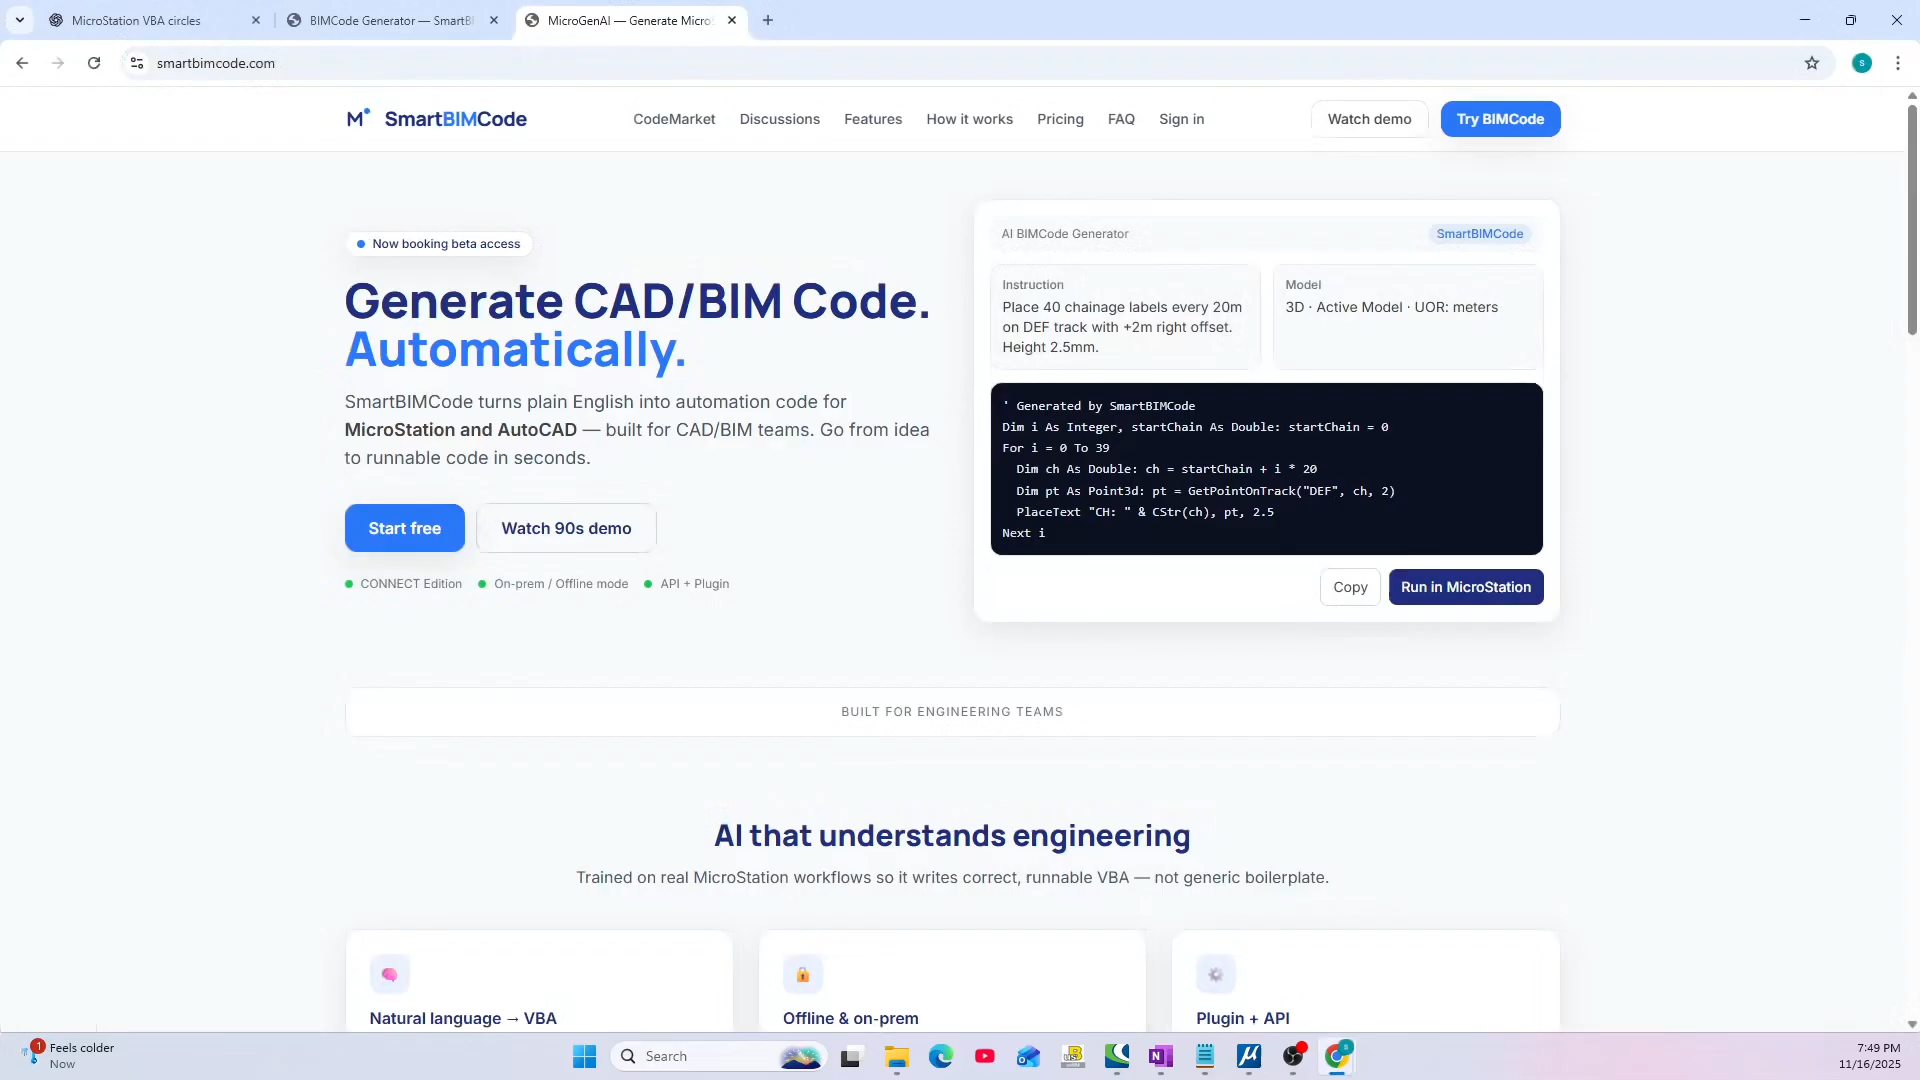 MicroStation VBA circles
BIMCode Generator — SmartB
MicroGenAI — Generate Micro
smartbimcode.com
S
M SmartBIMCode
CodeMarket
Discussions
Features
How it works
Pricing
FAQ
Sign in
Watch demo
Try BIMCode
Now booking beta access
Generate CAD/BIM Code.
Automatically.
SmartBIMCode turns plain English into automation code for
MicroStation and AutoCAD — built for CAD/BIM teams. Go from idea
to runnable code in seconds.
Start free
Watch 90s demo
CONNECT Edition
On-prem / Offline mode
API + Plugin
AI BIMCode Generator
SmartBIMCode
Instruction
Place 40 chainage labels every 20m
on DEF track with +2m right offset.
Height 2.5mm.
Model
3D · Active Model · UOR: meters
' Generated by SmartBIMCode
Dim i As Integer, startChain As Double: startChain = 0
For i = 0 To 39
Dim ch As Double: ch = startChain + i * 20
Dim pt As Point3d: pt = GetPointOnTrack("DEF", ch, 2)
PlaceText "CH: " & CStr(ch), pt, 2.5
Next i
Copy
Run in MicroStation
BUILT FOR ENGINEERING TEAMS
AI that understands engineering
Trained on real MicroStation workflows so it writes correct, runnable VBA — not generic boilerplate.
Natural language → VBA
Offline & on-prem
Plugin + API
1
Feels colder
Now
Search
7:49 PM
11/16/2025